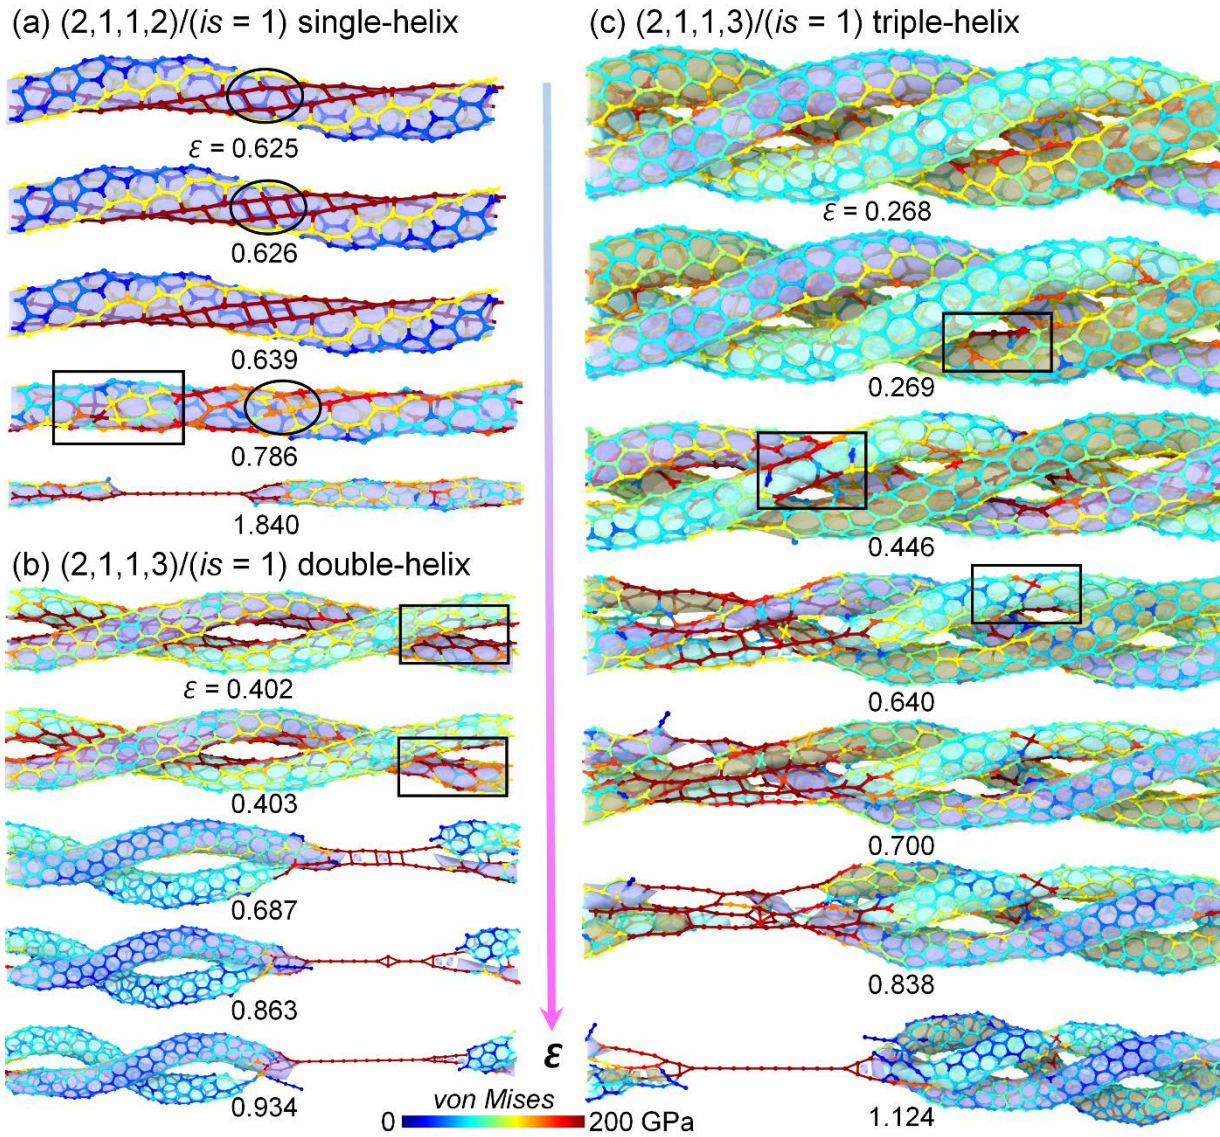 (a) (2,1,1,2)/(is = 1) single-helix
ε = 0.625
0.626
0.639
0.786
1.840
(b) (2,1,1,3)/(is = 1) double-helix
ε = 0.402
0.403
0.687
0.863
0.934
(c) (2,1,1,3)/(is = 1) triple-helix
ε = 0.268
0.269
0.446
0.640
0.700
0.838
1.124
ε
von Mises
0 200 GPa